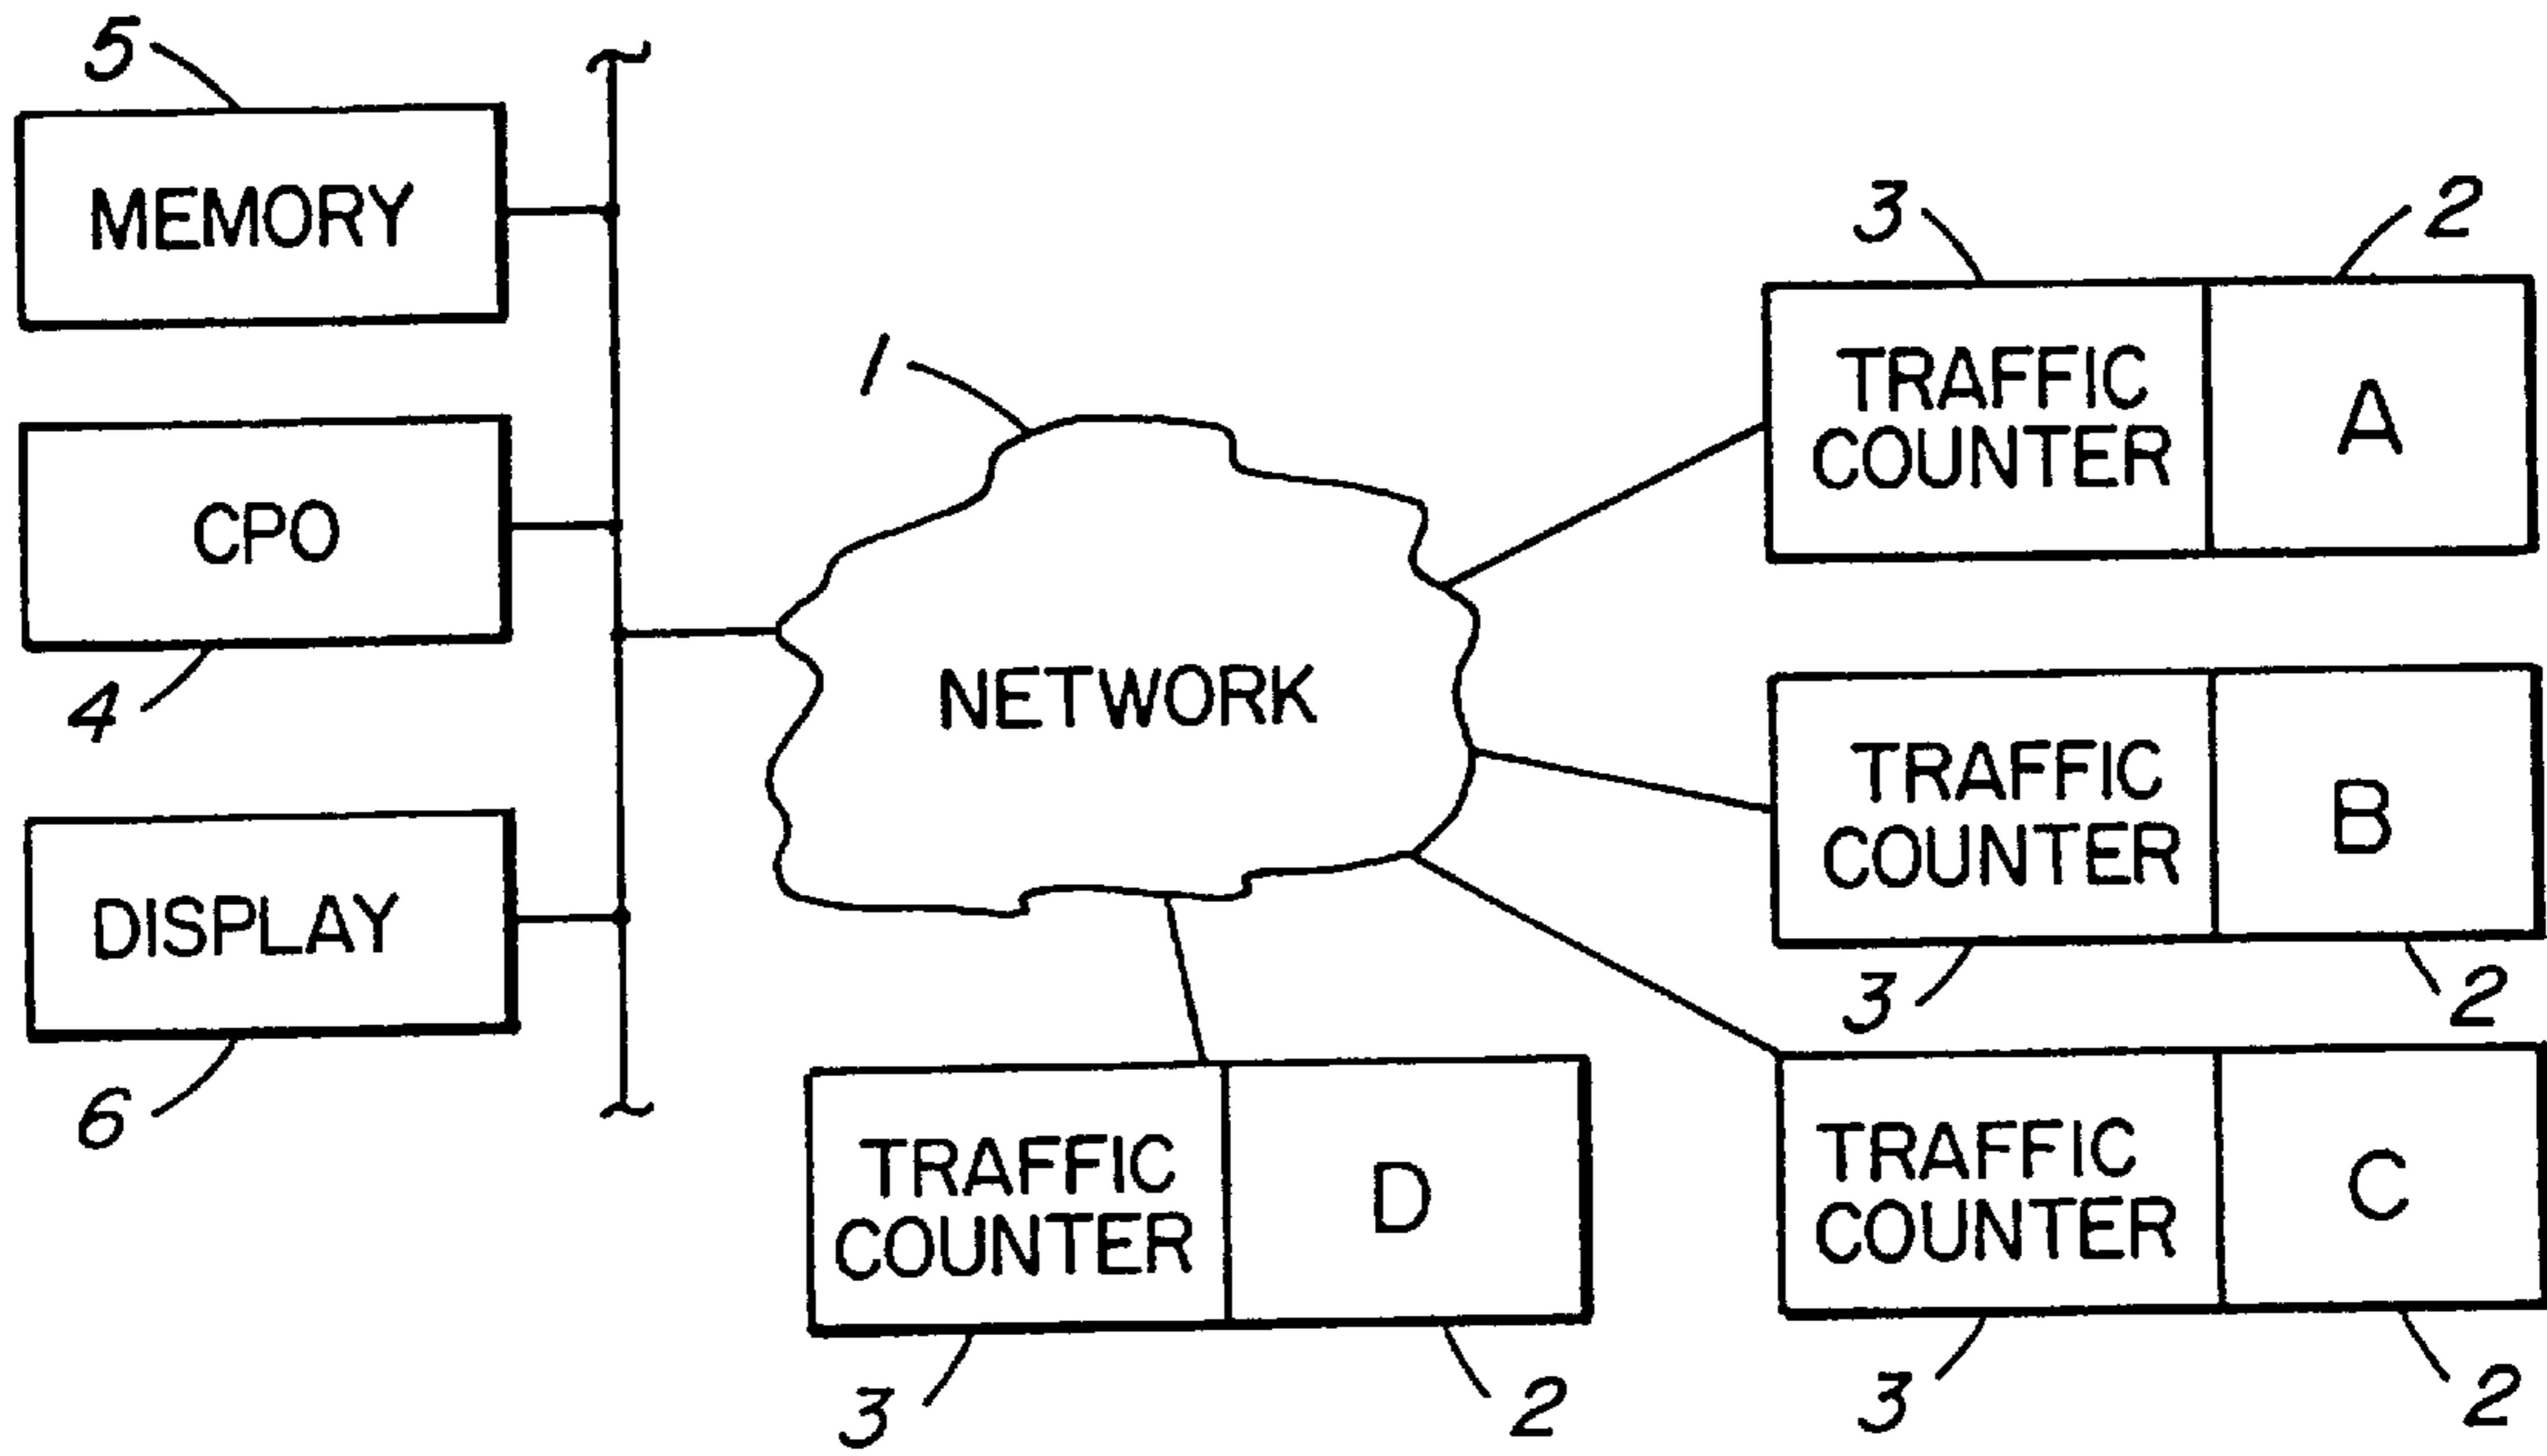 5
MEMORY
CPO
4
DISPLAY
6
1
NETWORK
3
2
TRAFFIC
COUNTER
A
TRAFFIC
COUNTER
B
3
2
TRAFFIC
COUNTER
C
3
2
TRAFFIC
COUNTER
D
3
2